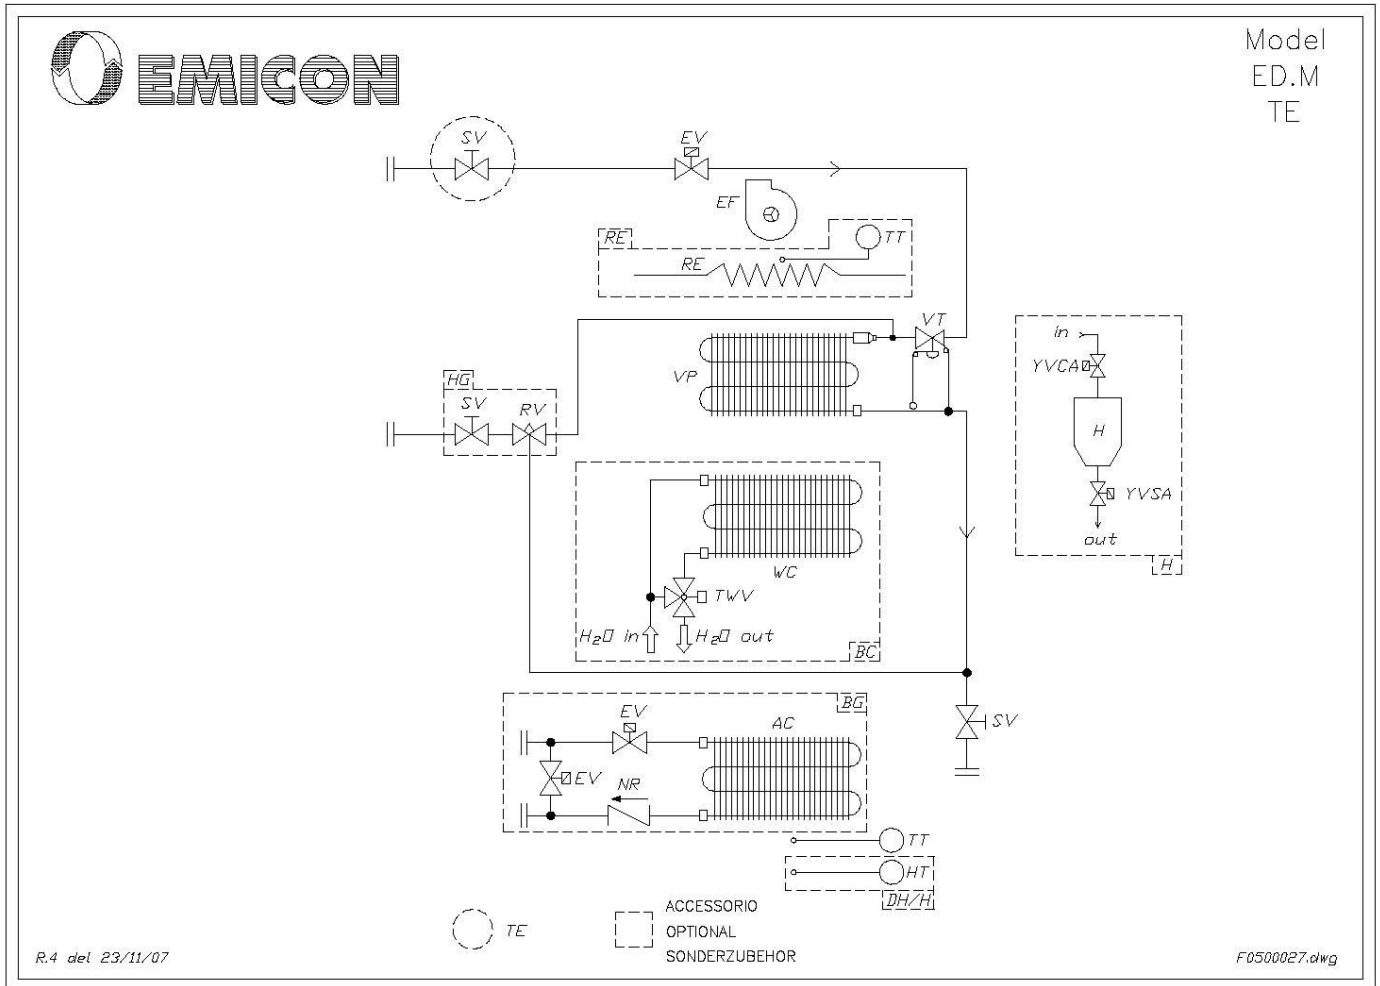 EMICON
Model
ED.M
TE
SV
EV
EF
RE
TT
RE
VT
in
YVCA
VP
HG
SV
RV
H
YVSA
out
H
WC
TWV
H₂O in
H₂O out
BC
BG
EV
AC
SV
EV
NR
TT
HT
DH/H
TE
ACCESSORIO
OPTIONAL
SONDERZUBEHOR
R.4 del 23/11/07
F0500027.dwg